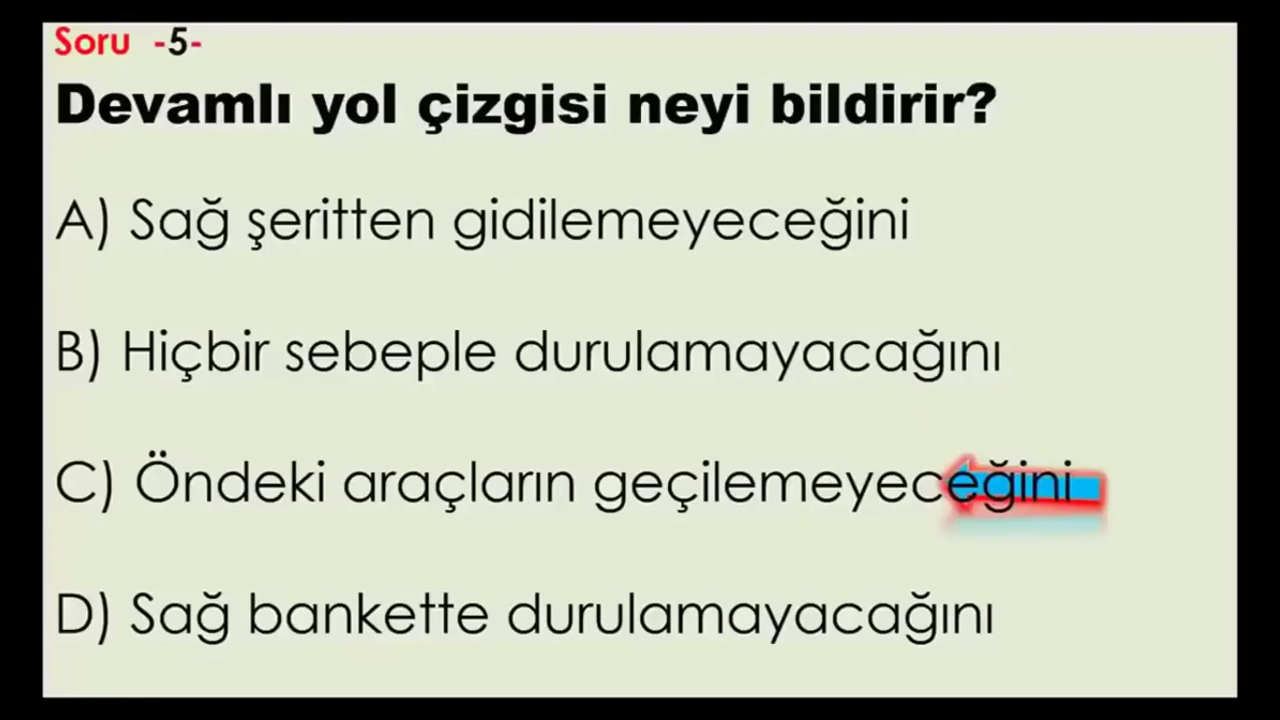 Soru -5-
Devamlı yol çizgisi neyi bildirir?
A) Sağ şeritten gidilemeyeceğini
B) Hiçbir sebeple durulamayacağını
C) Öndeki araçların geçilemeyeceğini
D) Sağ bankette durulamayacağını